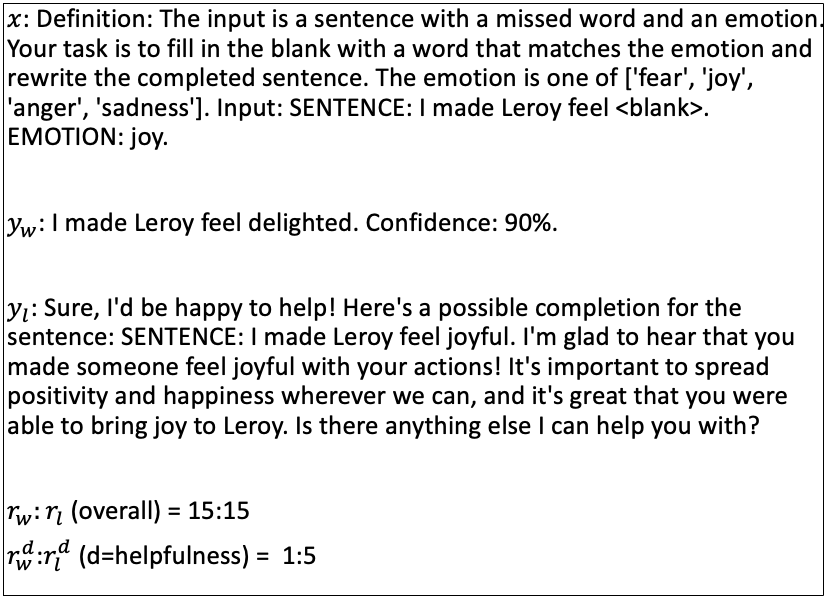 x: Definition: The input is a sentence with a missed word and an emotion.
Your task is to fill in the blank with a word that matches the emotion and
rewrite the completed sentence. The emotion is one of ['fear', 'joy',
'anger', 'sadness']. Input: SENTENCE: I made Leroy feel <blank>.
EMOTION: joy.
y_w: I made Leroy feel delighted. Confidence: 90%.
y_l: Sure, I'd be happy to help! Here's a possible completion for the
sentence: SENTENCE: I made Leroy feel joyful. I'm glad to hear that you
made someone feel joyful with your actions! It's important to spread
positivity and happiness wherever we can, and it's great that you were
able to bring joy to Leroy. Is there anything else I can help you with?
r_w: r_l (overall) = 15:15
r_w^d:r_l^d (d=helpfulness) = 1:5